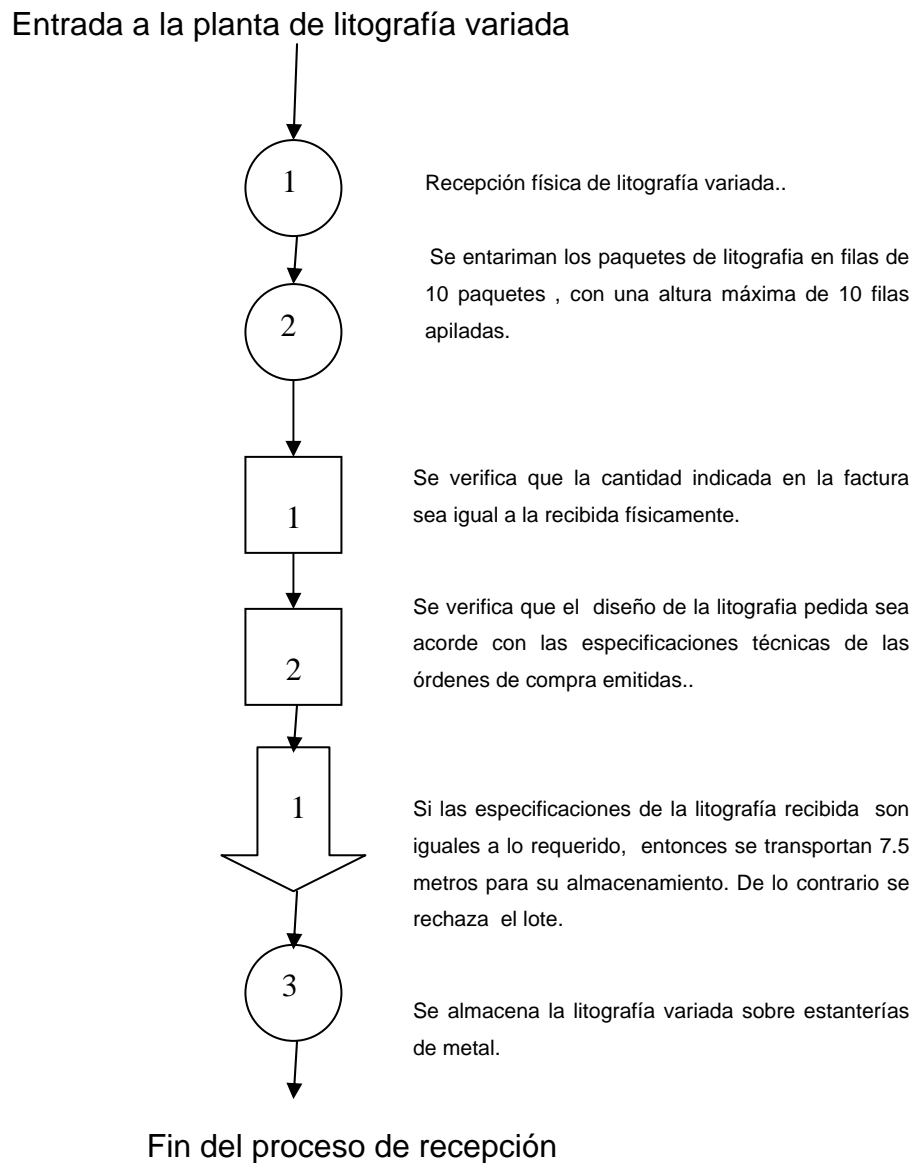 Entrada a la planta de litografía variada
1
Recepción física de litografía variada..
Se entariman los paquetes de litografia en filas de
10 paquetes , con una altura máxima de 10 filas
apiladas.
2
Se verifica que la cantidad indicada en la factura
sea igual a la recibida físicamente.
1
Se verifica que el diseño de la litografia pedida sea
acorde con las especificaciones técnicas de las
órdenes de compra emitidas..
2
1
Si las especificaciones de la litografía recibida son
iguales a lo requerido, entonces se transportan 7.5
metros para su almacenamiento. De lo contrario se
rechaza el lote.
3
Se almacena la litografía variada sobre estanterías
de metal.
Fin del proceso de recepción